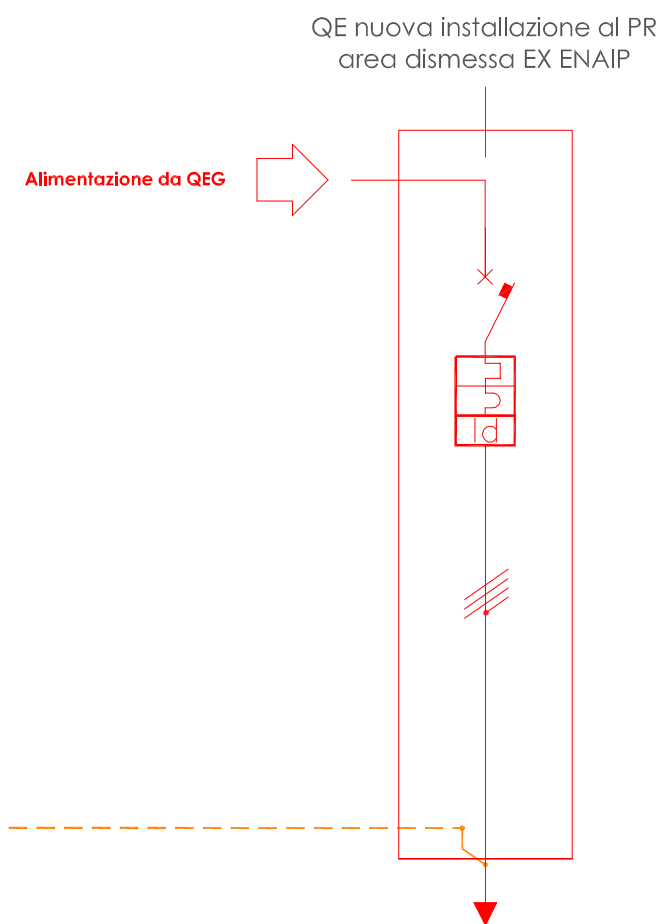 QE nuova installazione al PR
area dismessa EX ENAIP
Alimentazione da QEG
Id